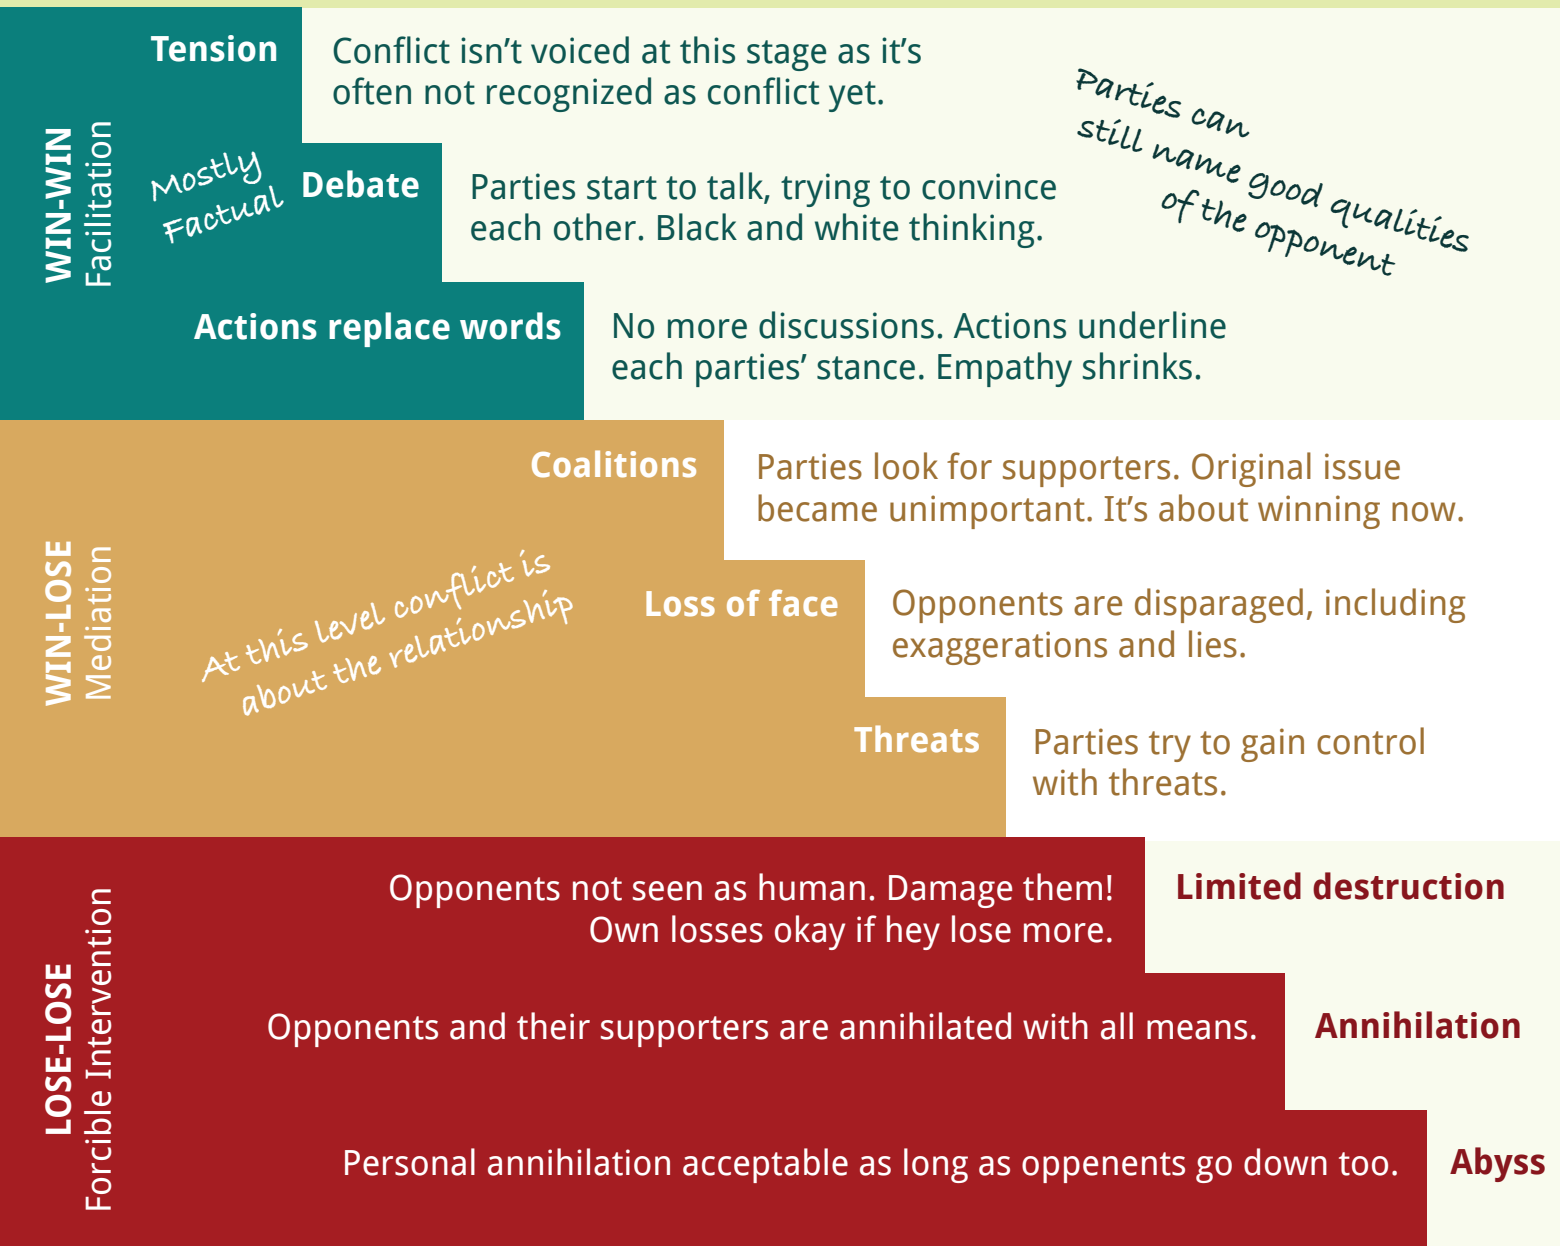 WIN-WIN
Facilitation
Tension
Conflict isn't voiced at this stage as it's
often not recognized as conflict yet.
Parties can
still name good qualities
of the opponent
Mostly
Factual
Debate
Parties start to talk, trying to convince
each other. Black and white thinking.
Actions replace words
No more discussions. Actions underline
each parties' stance. Empathy shrinks.
WIN-LOSE
Mediation
Coalitions
Parties look for supporters. Original issue
became unimportant. It's about winning now.
At this level conflict is
about the relationship
Loss of face
Opponents are disparaged, including
exaggerations and lies.
Threats
Parties try to gain control
with threats.
LOSE-LOSE
Forcible Intervention
Opponents not seen as human. Damage them!
Own losses okay if hey lose more.
Limited destruction
Opponents and their supporters are annihilated with all means.
Annihilation
Personal annihilation acceptable as long as oppenents go down too.
Abyss